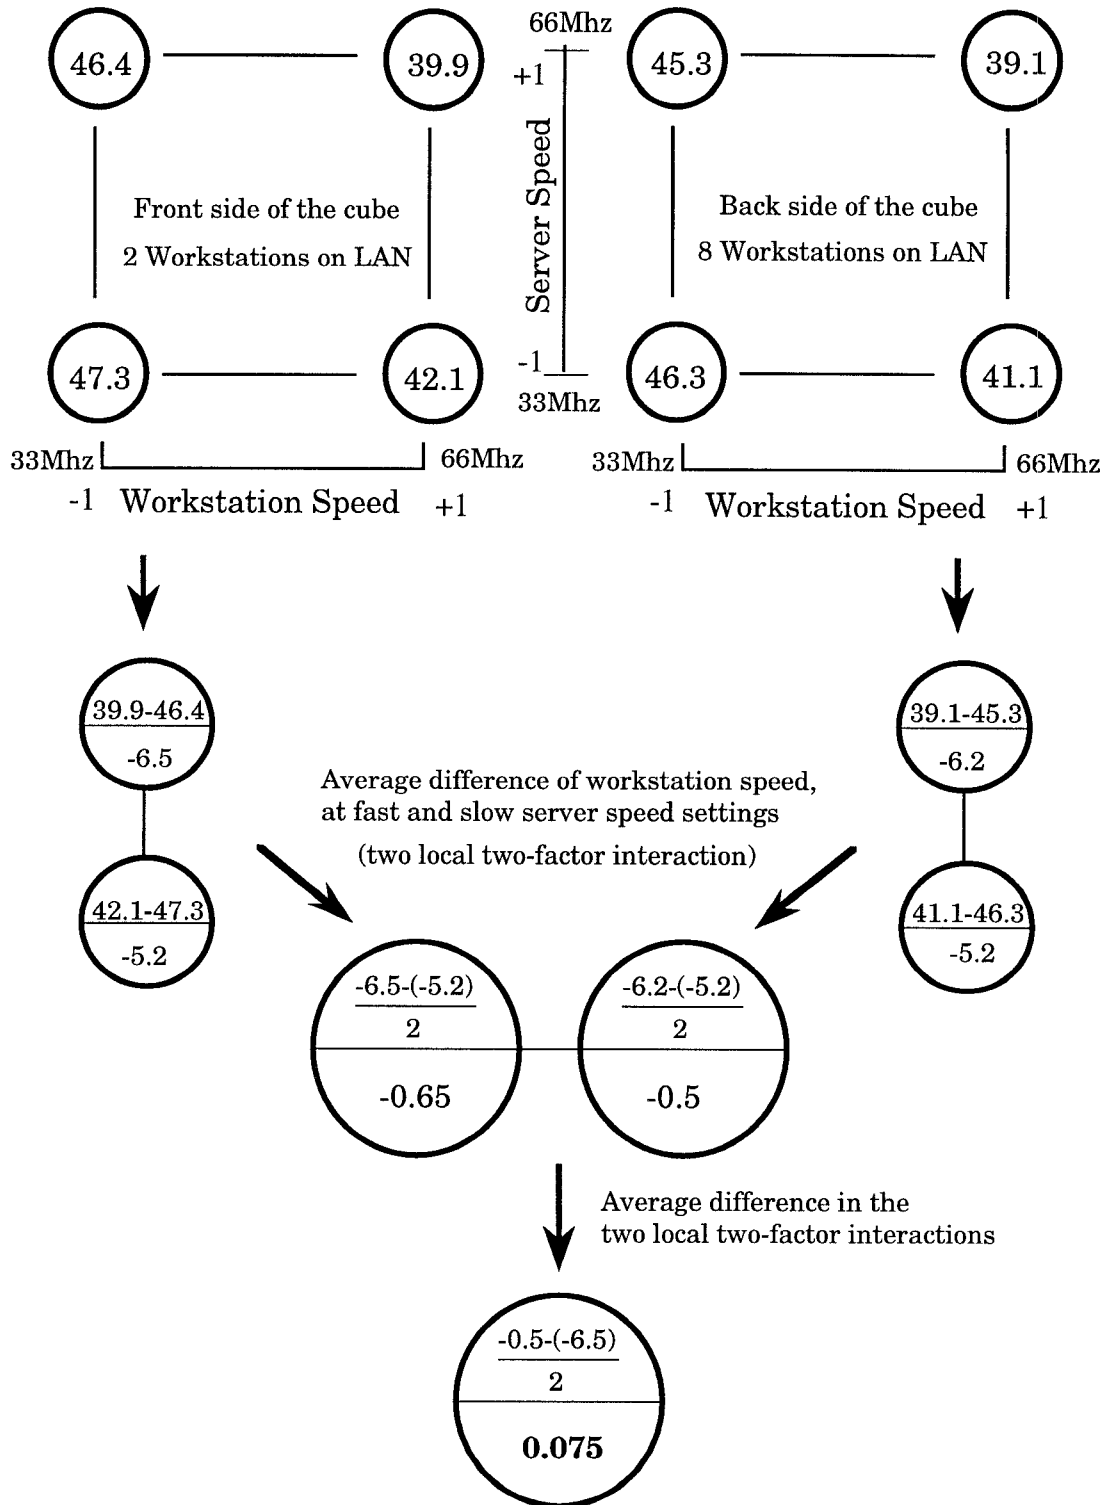 66Mhz
46.4
39.9
+1
45.3
39.1
Server Speed
Front side of the cube
2 Workstations on LAN
Back side of the cube
8 Workstations on LAN
47.3
42.1
-1
33Mhz
46.3
41.1
33Mhz
66Mhz
-1 Workstation Speed +1
33Mhz
66Mhz
-1 Workstation Speed +1
39.9-46.4
-6.5
39.1-45.3
-6.2
Average difference of workstation speed,
at fast and slow server speed settings
(two local two-factor interaction)
42.1-47.3
-5.2
41.1-46.3
-5.2
-6.5-(-5.2)
2
-0.65
-6.2-(-5.2)
2
-0.5
Average difference in the
two local two-factor interactions
-0.5-(-6.5)
2
0.075